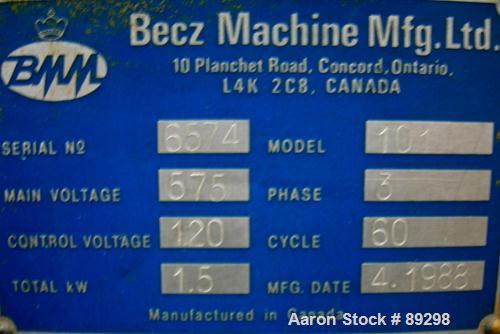 BMM
Becz Machine Mfg. Ltd.
10 Planchet Road, Concord, Ontario,
L4K 2C8, CANADA
SERIAL Nº 6574 MODEL 101
MAIN VOLTAGE 575 PHASE 3
CONTROL VOLTAGE 120 CYCLE 60
TOTAL kW 1.5 MFG. DATE 4.1988
Manufactured in Canada
Aaron Stock # 89298